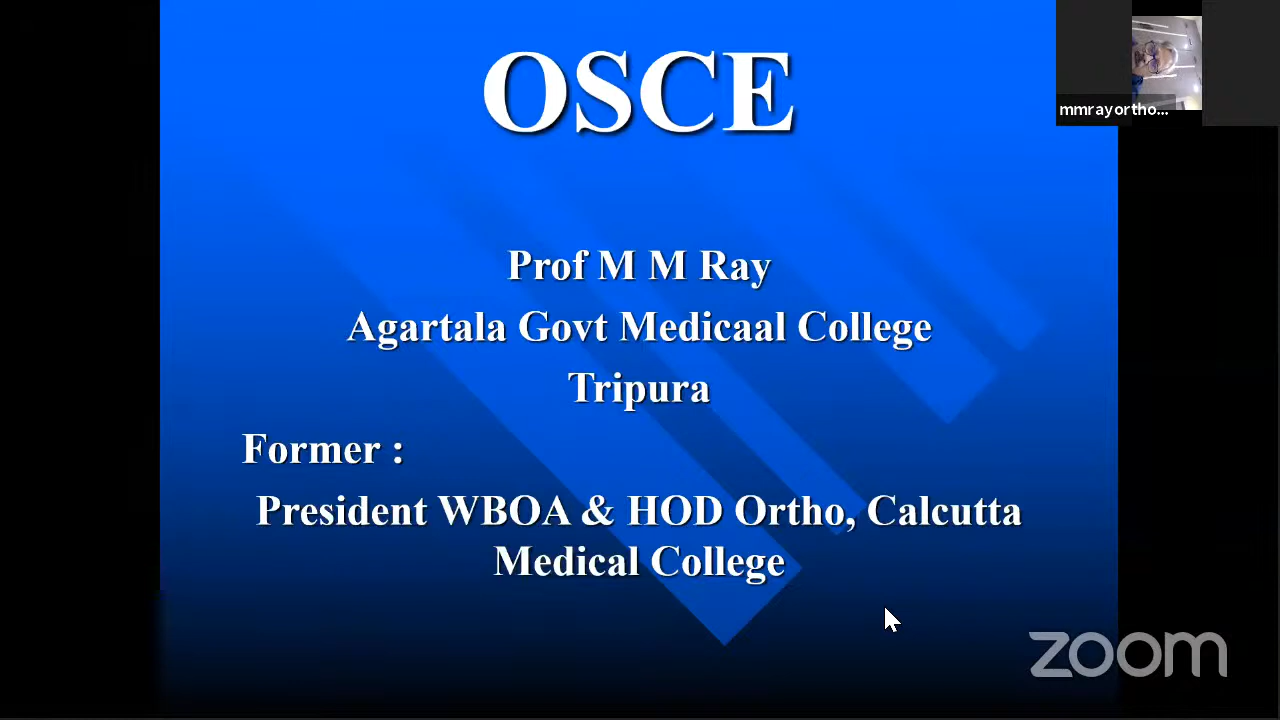 OSCE
mmrayortho...
Prof M M Ray
Agartala Govt Medicaal College
Tripura
Former :
President WBOA & HOD Ortho, Calcutta
Medical College
zoom